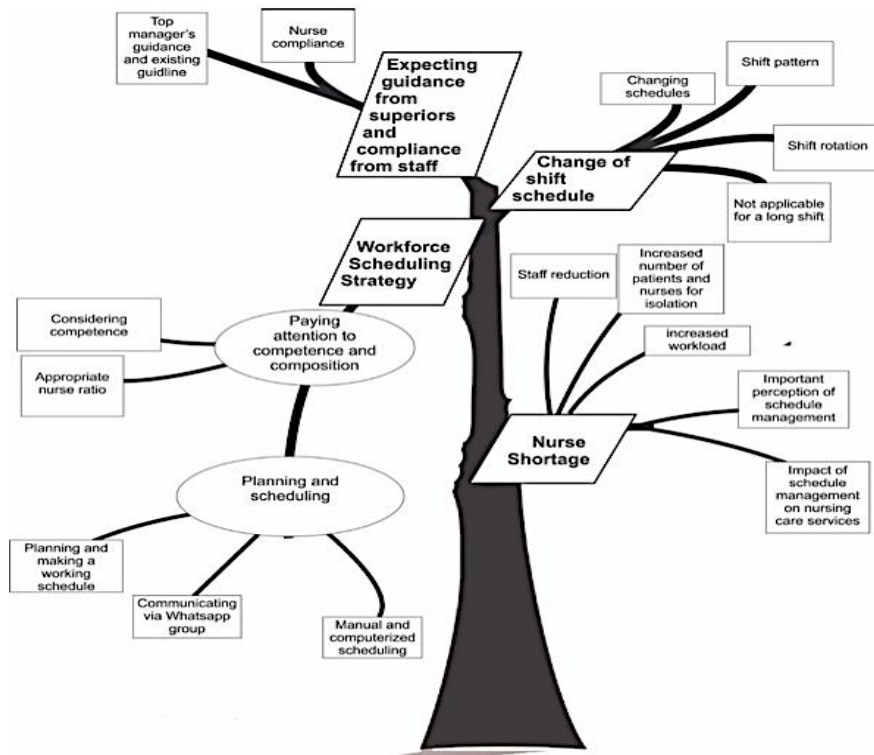 Top
manager's
guidance
and existing
guidline
Nurse
compliance
Expecting
guidance
from
superiors
and
compliance
from staff
Changing
schedules
Shift pattern
Shift rotation
Not applicable
for a long shift
Change of
shift
schedule
Workforce
Scheduling
Strategy
Considering
competence
Appropriate
nurse ratio
Paying
attention to
competence and
composition
Planning and
scheduling
Planning and
making a
working
schedule
Communicating
via Whatsapp
group
Manual and
computerized
scheduling
Staff reduction
Increased
number of
patients and
nurses for
isolation
increased
workload
Important
perception of
schedule
management
Impact of
schedule
management
on nursing
care services
Nurse
Shortage